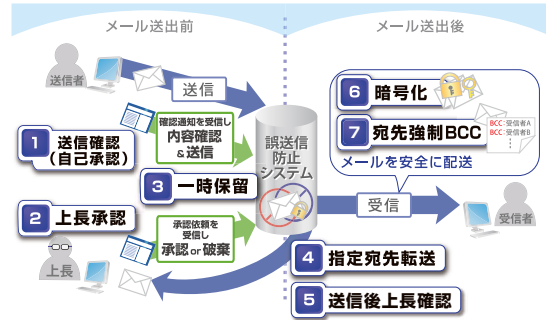 メール送出前
メール送出後
送信者
送信
確認通知を受信し
内容確認
&送信
1 送信確認
(自己承認)
3 一時保留
2 上長承認
承認依頼を
受信し
承認or破棄
上長
誤送信
防止
システム
6 暗号化
7 宛先強制BCC
BCC:受信者A
BCC:受信者B
⋮
メールを安全に配送
受信
受信者
4 指定宛先転送
5 送信後上長確認